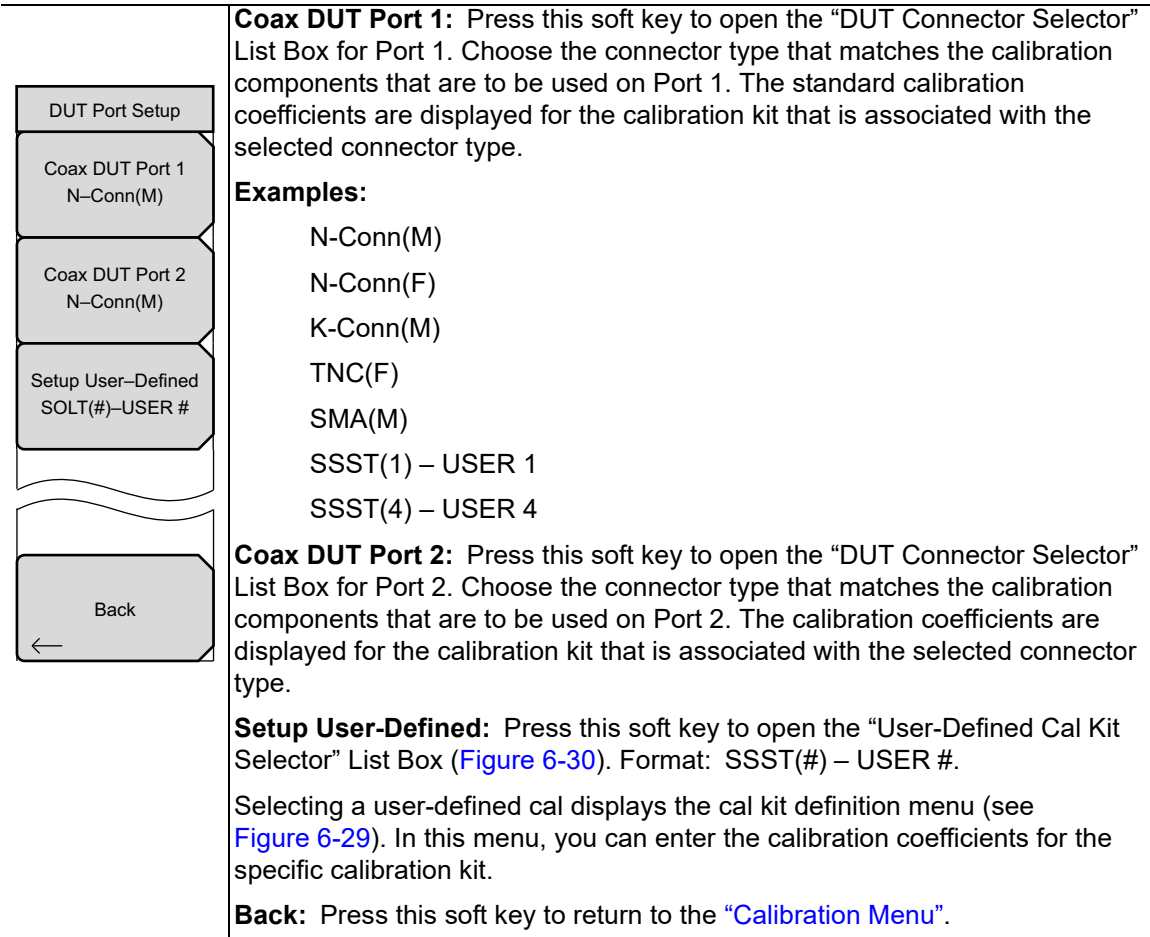 DUT Port Setup
Coax DUT Port 1
N–Conn(M)
Coax DUT Port 2
N–Conn(M)
Setup User–Defined
SOLT(#)–USER #
Back
←
Coax DUT Port 1: Press this soft key to open the “DUT Connector Selector”
List Box for Port 1. Choose the connector type that matches the calibration
components that are to be used on Port 1. The standard calibration
coefficients are displayed for the calibration kit that is associated with the
selected connector type.
Examples:
N-Conn(M)
N-Conn(F)
K-Conn(M)
TNC(F)
SMA(M)
SSST(1) – USER 1
SSST(4) – USER 4
Coax DUT Port 2: Press this soft key to open the “DUT Connector Selector”
List Box for Port 2. Choose the connector type that matches the calibration
components that are to be used on Port 2. The calibration coefficients are
displayed for the calibration kit that is associated with the selected connector
type.
Setup User-Defined: Press this soft key to open the “User-Defined Cal Kit
Selector” List Box (Figure 6-30). Format: SSST(#) – USER #.
Selecting a user-defined cal displays the cal kit definition menu (see
Figure 6-29). In this menu, you can enter the calibration coefficients for the
specific calibration kit.
Back: Press this soft key to return to the “Calibration Menu”.